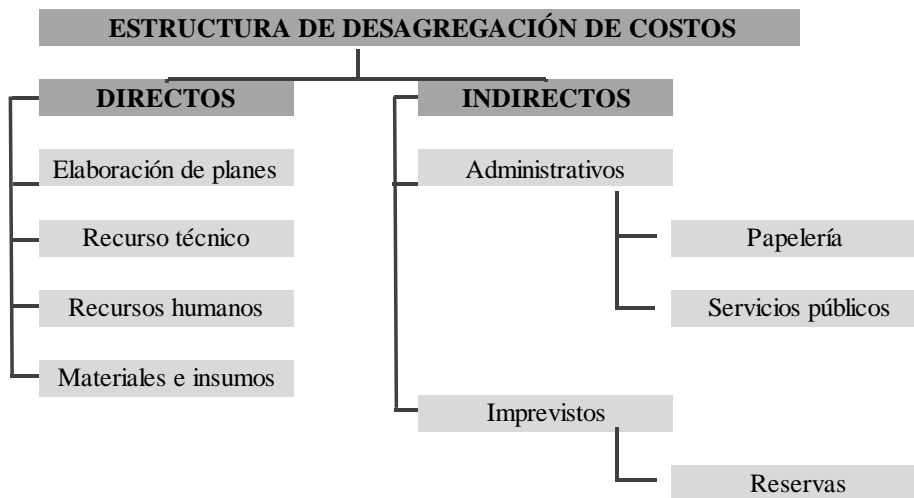 ESTRUCTURA DE DESAGREGACIÓN DE COSTOS
DIRECTOS
Elaboración de planes
Recurso técnico
Recursos humanos
Materiales e insumos
INDIRECTOS
Administrativos
Papelería
Servicios públicos
Imprevistos
Reservas